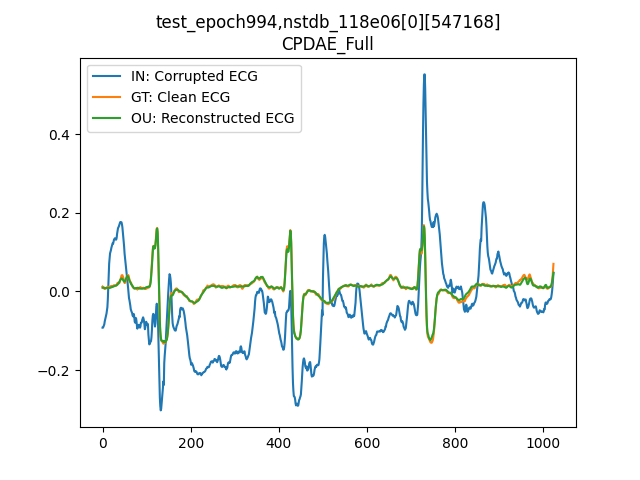 test_epoch994,nstdb_118e06[0][547168]
CPDAE_Full
IN: Corrupted ECG
GT: Clean ECG
OU: Reconstructed ECG
0.4
0.2
0.0
−0.2
0 200 400 600 800 1000